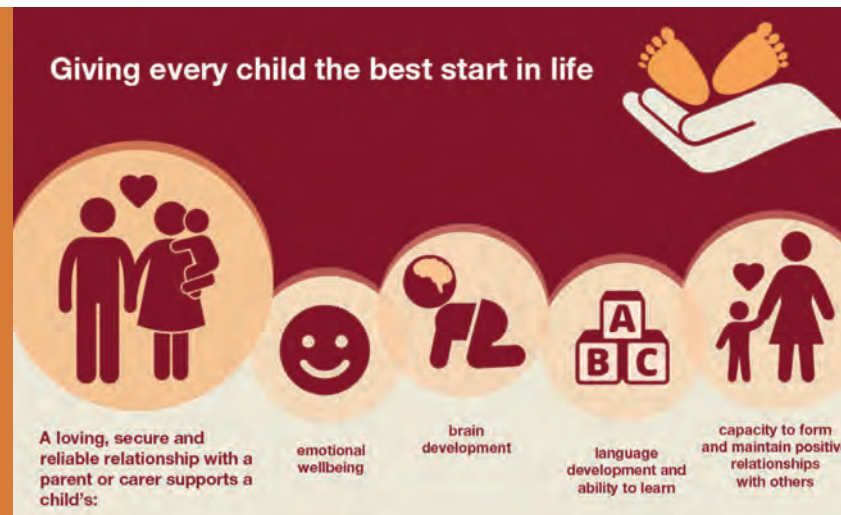 Giving every child the best start in life
A loving, secure and
reliable relationship with a
parent or carer supports a
child's:
emotional
wellbeing
brain
development
A
B C
language
development and
ability to learn
capacity to form
and maintain positive
relationships
with others